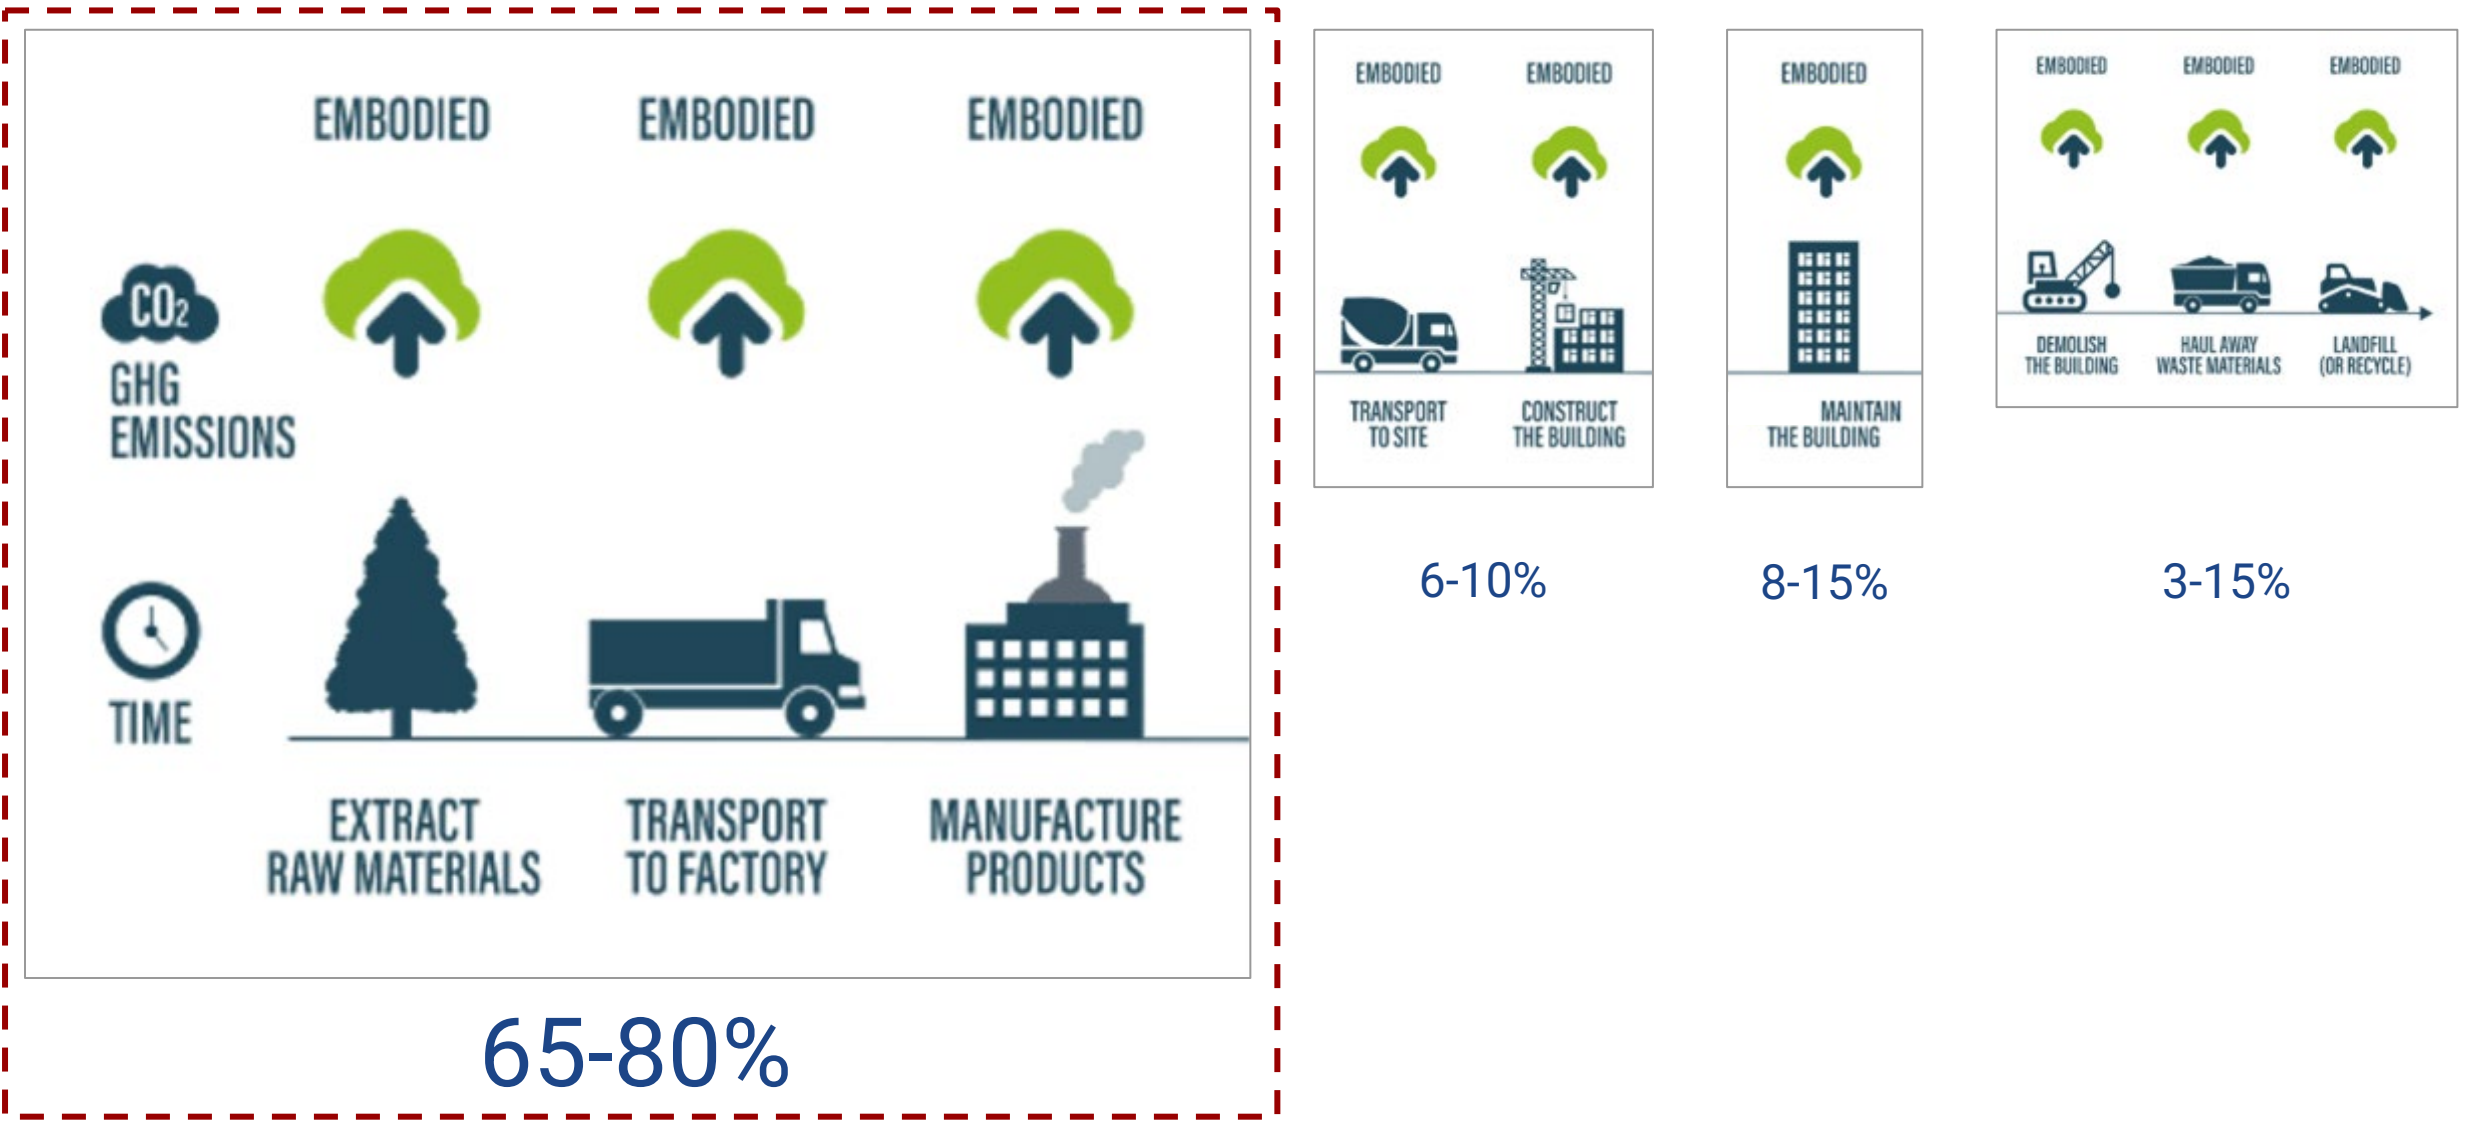 EMBODIED
EMBODIED
EMBODIED
CO2
GHG
EMISSIONS
TIME
EXTRACT
RAW MATERIALS
TRANSPORT
TO FACTORY
MANUFACTURE
PRODUCTS
65-80%
EMBODIED
EMBODIED
TRANSPORT
TO SITE
CONSTRUCT
THE BUILDING
6-10%
EMBODIED
MAINTAIN
THE BUILDING
8-15%
EMBODIED
EMBODIED
EMBODIED
DEMOLISH
THE BUILDING
HAUL AWAY
WASTE MATERIALS
LANDFILL
(OR RECYCLE)
3-15%